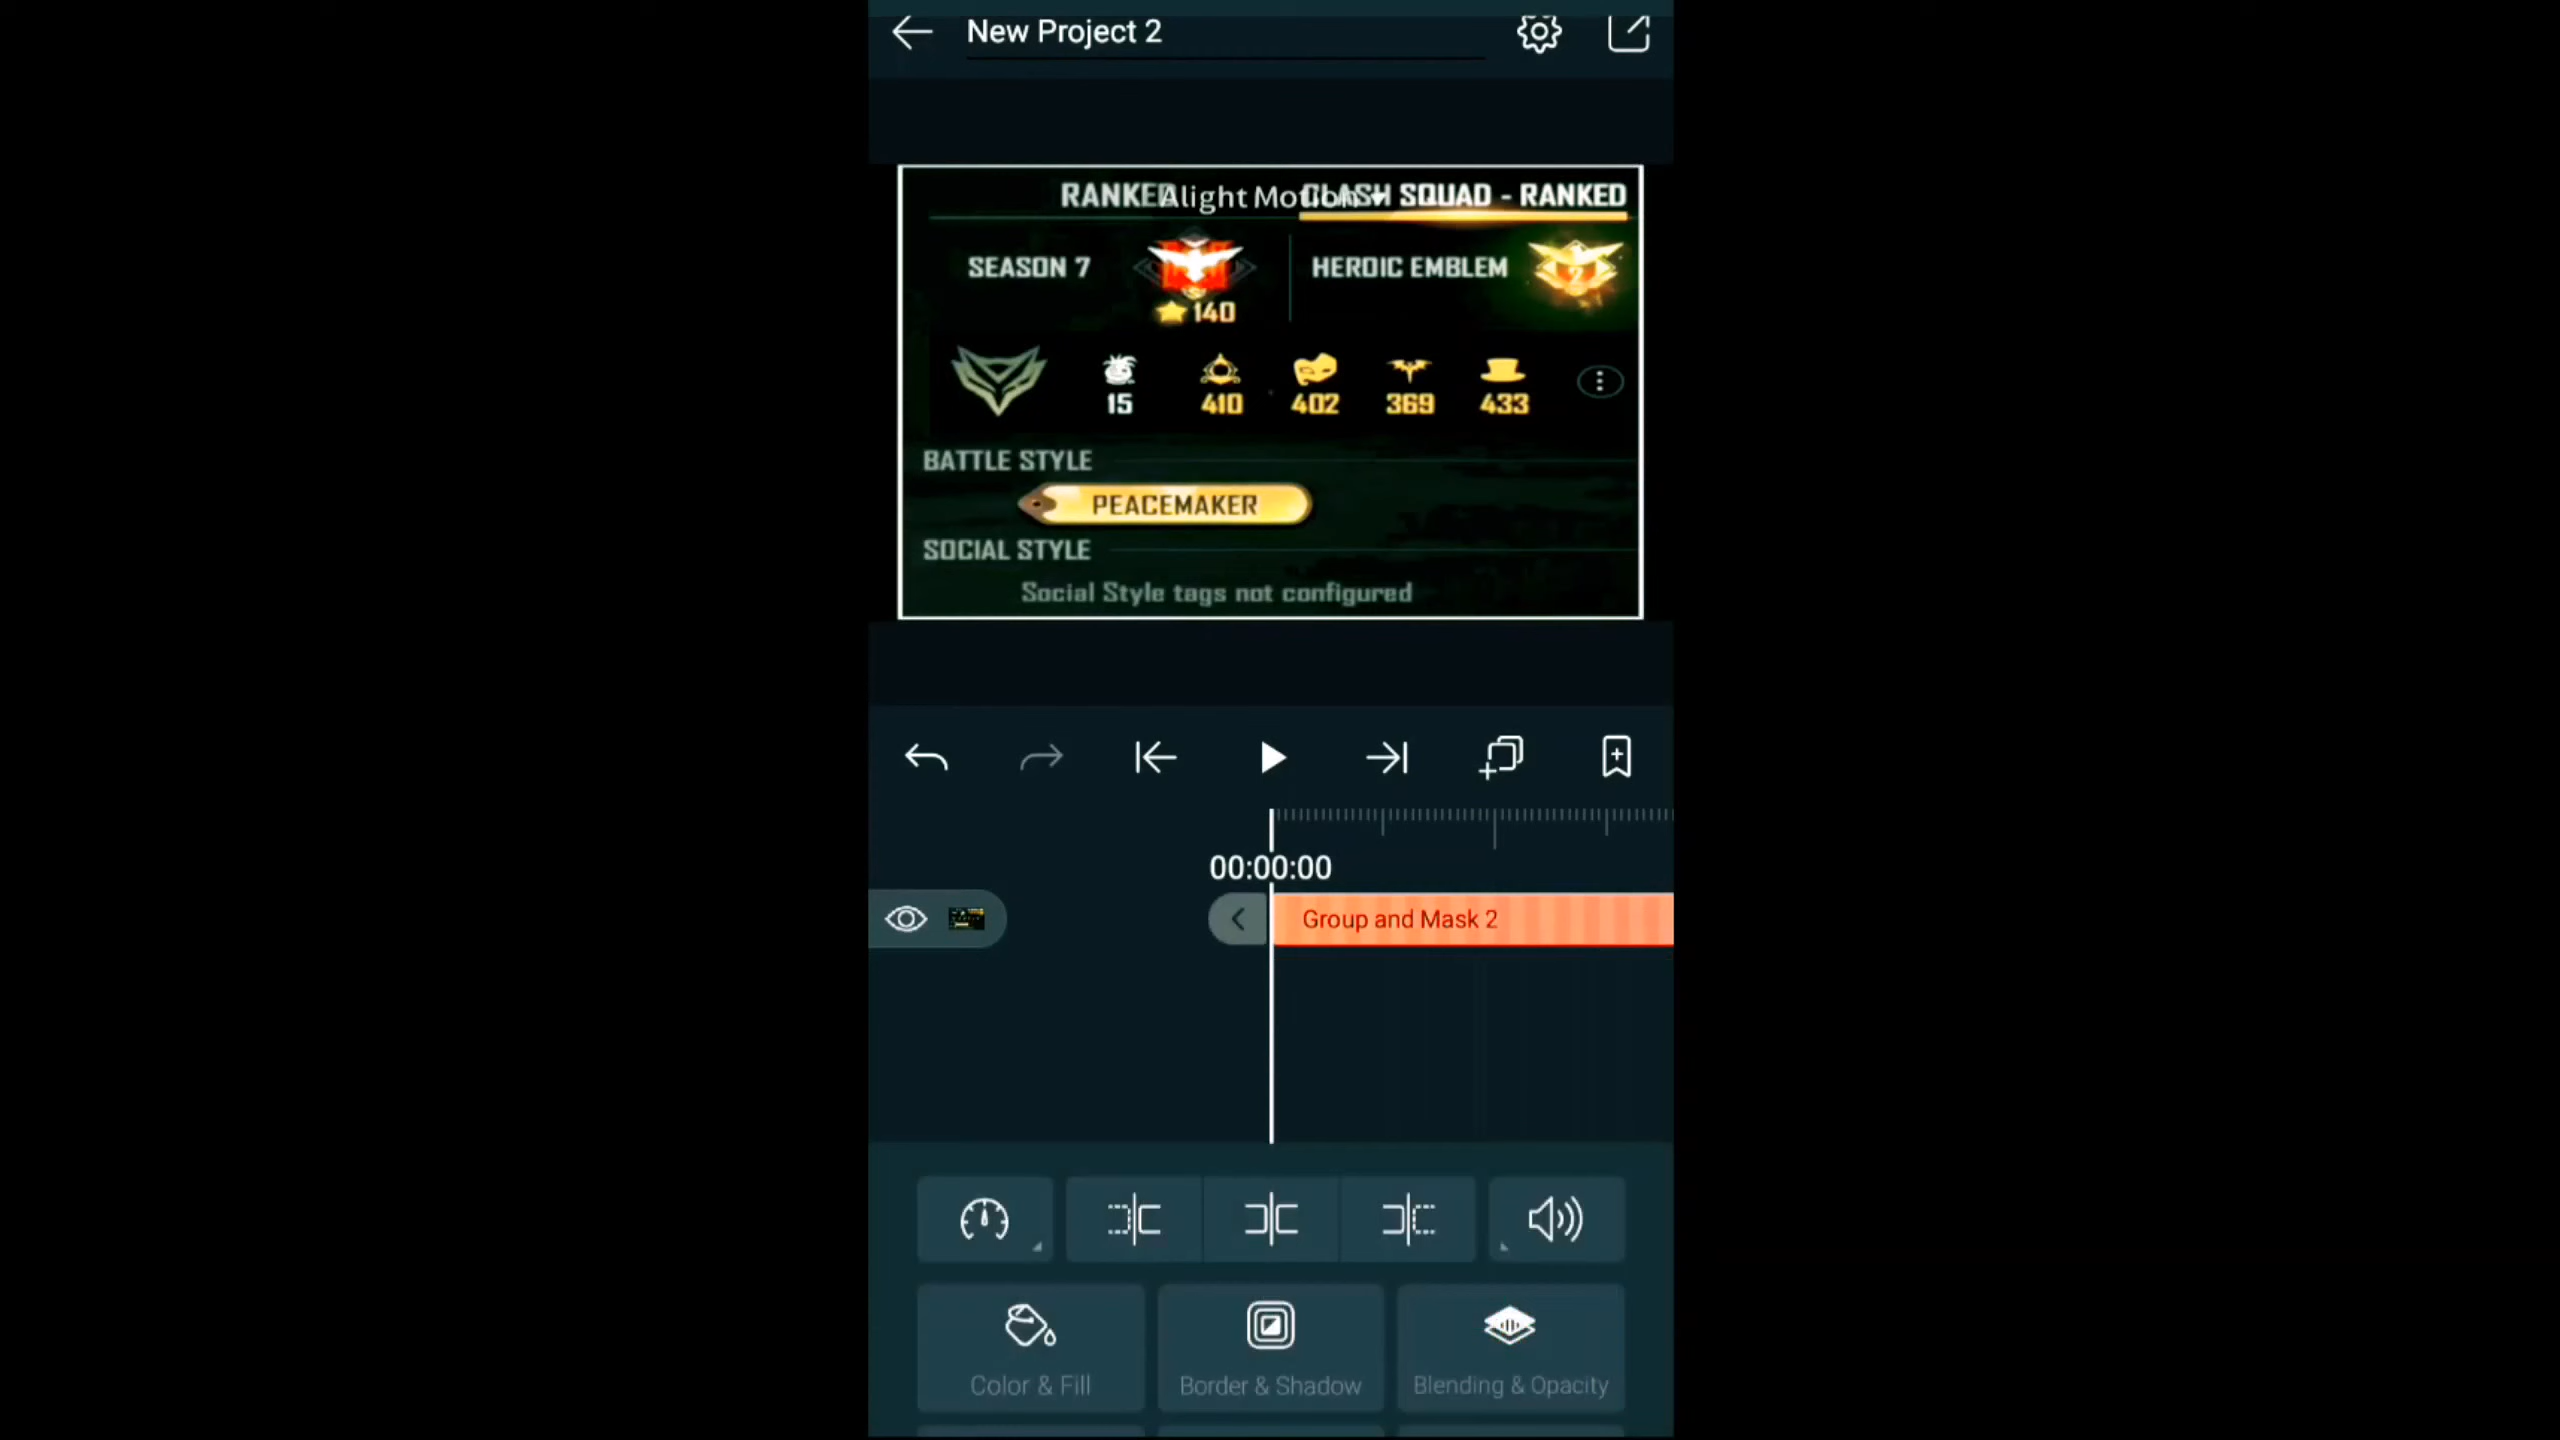 New Project 2
RANKED Alight Motion CLASH SQUAD - RANKED
SEASON 7
HEROIC EMBLEM
2
140
15 410 402 369 433
BATTLE STYLE
PEACEMAKER
SOCIAL STYLE
Social Style tags not configured
00:00:00
Group and Mask 2
Color & Fill
Border & Shadow
Blending & Opacity